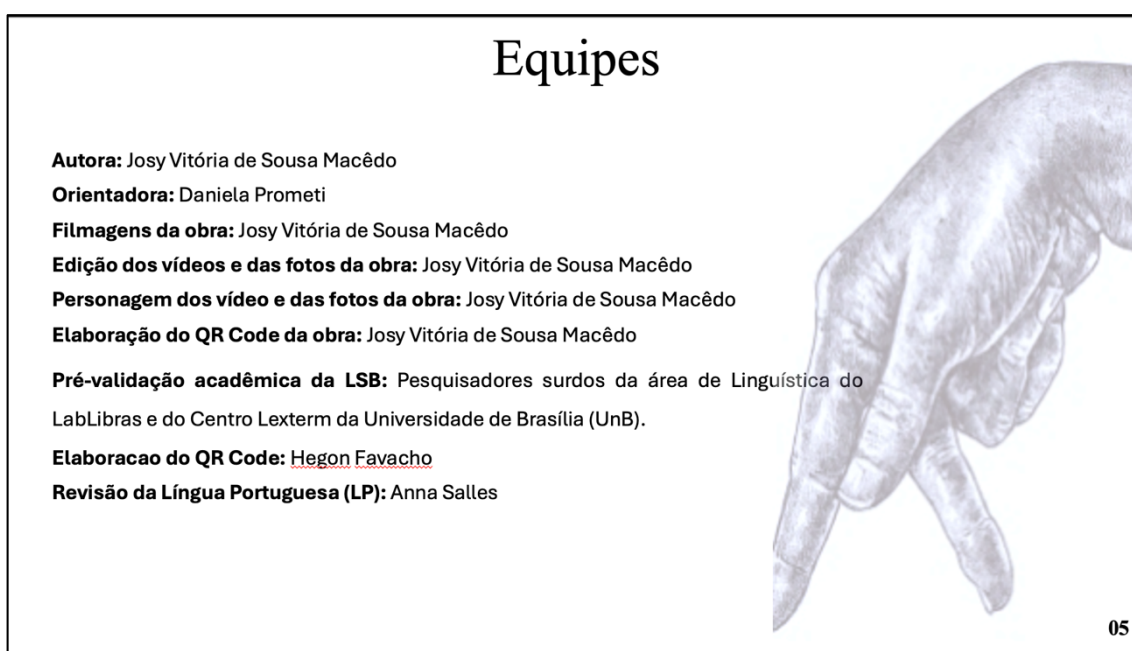 Equipes
Autora: Josy Vitória de Sousa Macêdo
Orientadora: Daniela Prometi
Filmagens da obra: Josy Vitória de Sousa Macêdo
Edição dos vídeos e das fotos da obra: Josy Vitória de Sousa Macêdo
Personagem dos vídeo e das fotos da obra: Josy Vitória de Sousa Macêdo
Elaboração do QR Code da obra: Josy Vitória de Sousa Macêdo
Pré-validação acadêmica da LSB: Pesquisadores surdos da área de Linguística do
LabLibras e do Centro Lexterm da Universidade de Brasília (UnB).
Elaboracao do QR Code: Hegon Favacho
Revisão da Língua Portuguesa (LP): Anna Salles
05